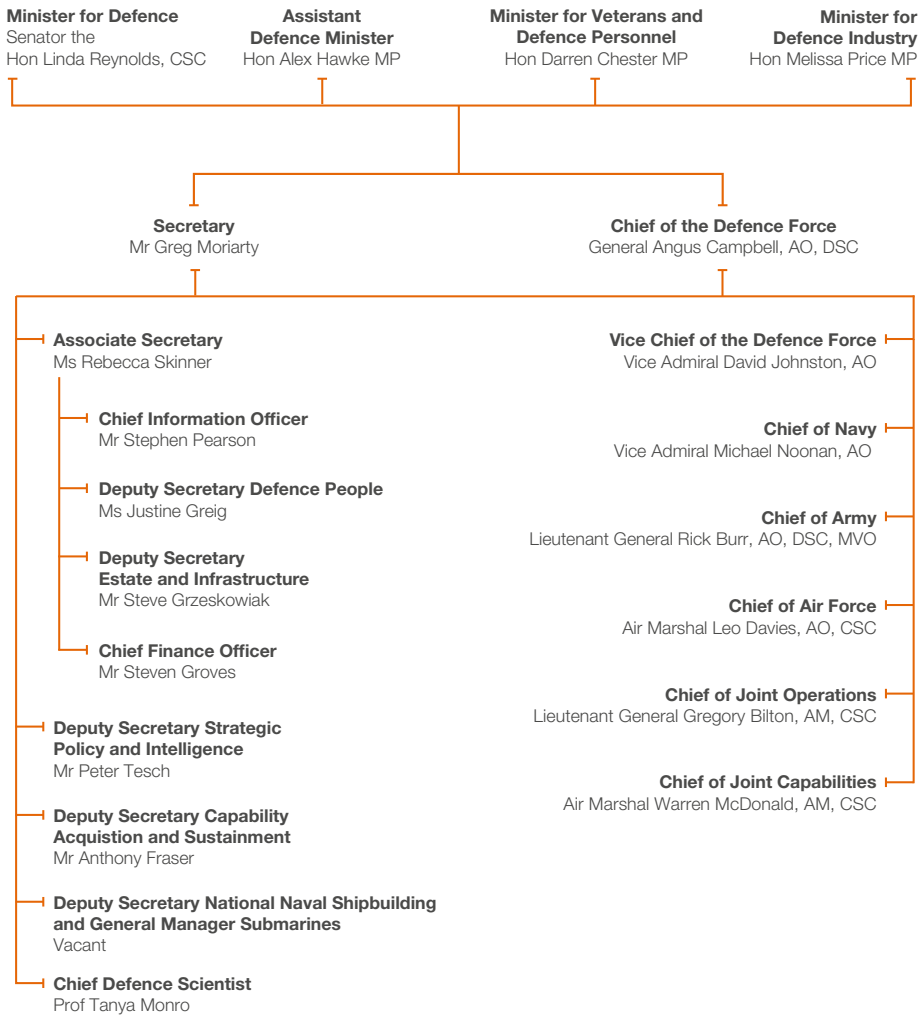 Minister for Defence
Senator the
Hon Linda Reynolds, CSC
Assistant
Defence Minister
Hon Alex Hawke MP
Minister for Veterans and
Defence Personnel
Hon Darren Chester MP
Minister for
Defence Industry
Hon Melissa Price MP
Secretary
Mr Greg Moriarty
Chief of the Defence Force
General Angus Campbell, AO, DSC
Associate Secretary
Ms Rebecca Skinner
Chief Information Officer
Mr Stephen Pearson
Deputy Secretary Defence People
Ms Justine Greig
Deputy Secretary
Estate and Infrastructure
Mr Steve Grzeskowiak
Chief Finance Officer
Mr Steven Groves
Deputy Secretary Strategic
Policy and Intelligence
Mr Peter Tesch
Deputy Secretary Capability
Acquistion and Sustainment
Mr Anthony Fraser
Deputy Secretary National Naval Shipbuilding
and General Manager Submarines
Vacant
Chief Defence Scientist
Prof Tanya Monro
Vice Chief of the Defence Force
Vice Admiral David Johnston, AO
Chief of Navy
Vice Admiral Michael Noonan, AO
Chief of Army
Lieutenant General Rick Burr, AO, DSC, MVO
Chief of Air Force
Air Marshal Leo Davies, AO, CSC
Chief of Joint Operations
Lieutenant General Gregory Bilton, AM, CSC
Chief of Joint Capabilities
Air Marshal Warren McDonald, AM, CSC